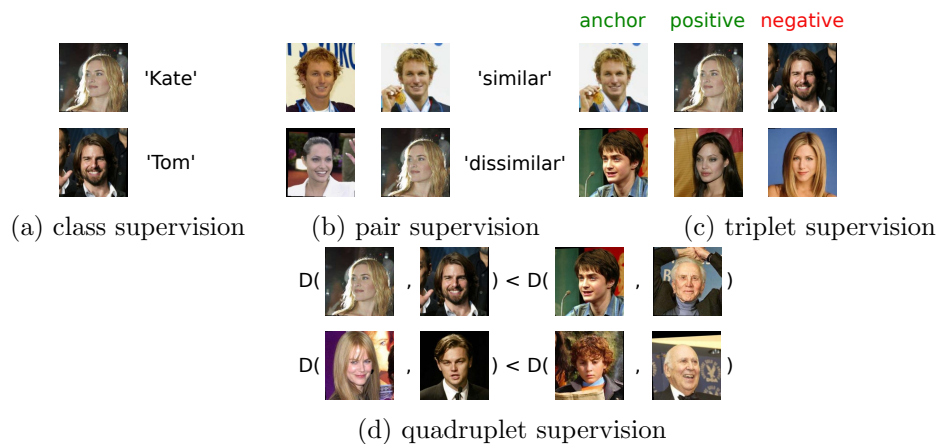 anchor positive negative
'Kate' 'similar'
'Tom' 'dissimilar'
(a) class supervision (b) pair supervision (c) triplet supervision
D( , ) < D( , )
D( , ) < D( , )
(d) quadruplet supervision